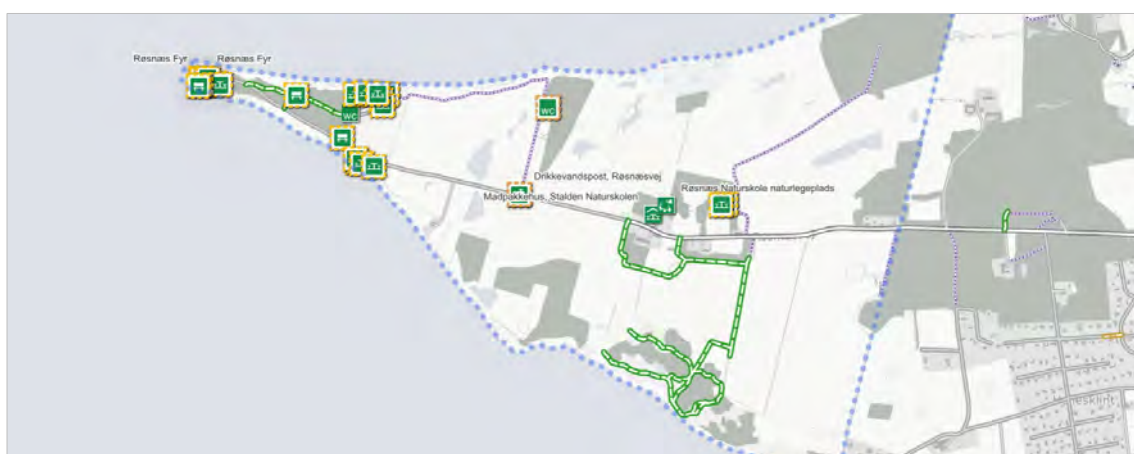 Røsnæs Fyr
Røsnæs Fyr
WC
WC
Drikkevandspost, Røsnæsvej
Madpakkehus, Stalden Naturskolen
Røsnæs Naturskole naturlegeplads